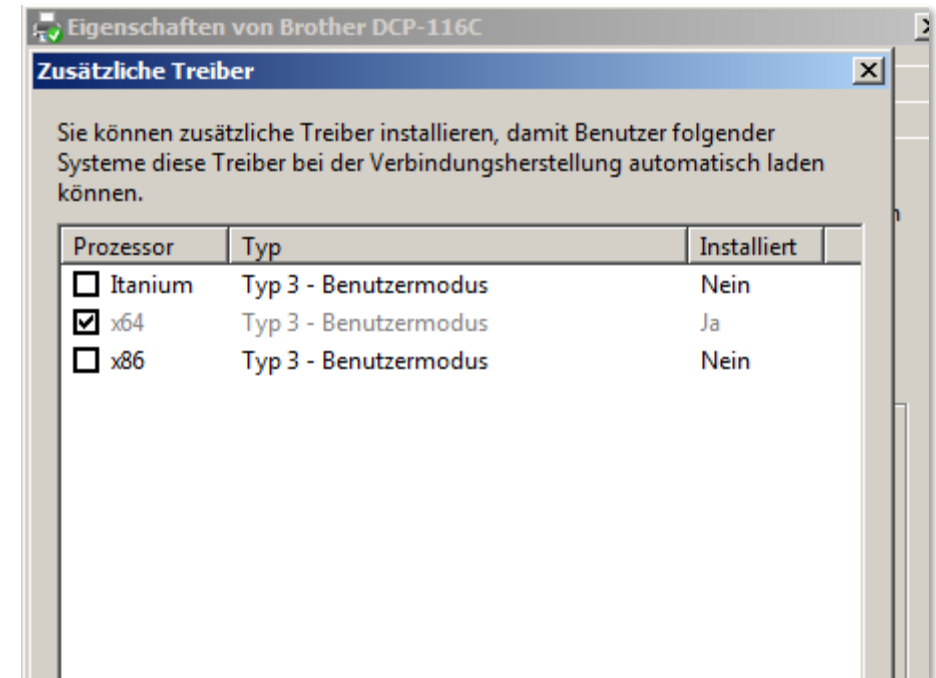 Eigenschaften von Brother DCP-116C
Zusätzliche Treiber
Sie können zusätzliche Treiber installieren, damit Benutzer folgender
Systeme diese Treiber bei der Verbindungsherstellung automatisch laden
können.
Prozessor Typ Installiert
Itanium Typ 3 - Benutzermodus Nein
x64 Typ 3 - Benutzermodus Ja
x86 Typ 3 - Benutzermodus Nein